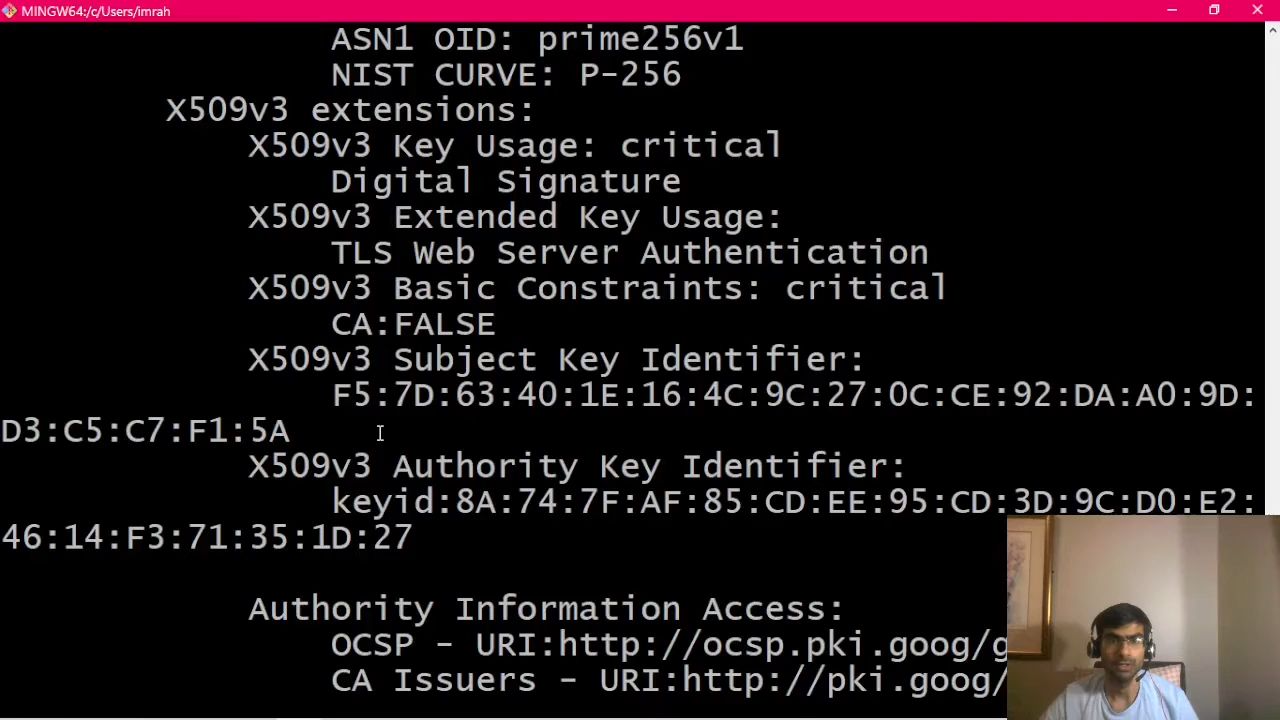 MINGW64:/c/Users/imrah
ASN1 OID: prime256v1
NIST CURVE: P-256
X509v3 extensions:
X509v3 Key Usage: critical
Digital Signature
X509v3 Extended Key Usage:
TLS Web Server Authentication
X509v3 Basic Constraints: critical
CA:FALSE
X509v3 Subject Key Identifier:
F5:7D:63:40:1E:16:4C:9C:27:0C:CE:92:DA:A0:9D:
D3:C5:C7:F1:5A
X509v3 Authority Key Identifier:
keyid:8A:74:7F:AF:85:CD:EE:95:CD:3D:9C:D0:E2:
46:14:F3:71:35:1D:27
Authority Information Access:
OCSP - URI:http://ocsp.pki.goog/g
CA Issuers - URI:http://pki.goog/